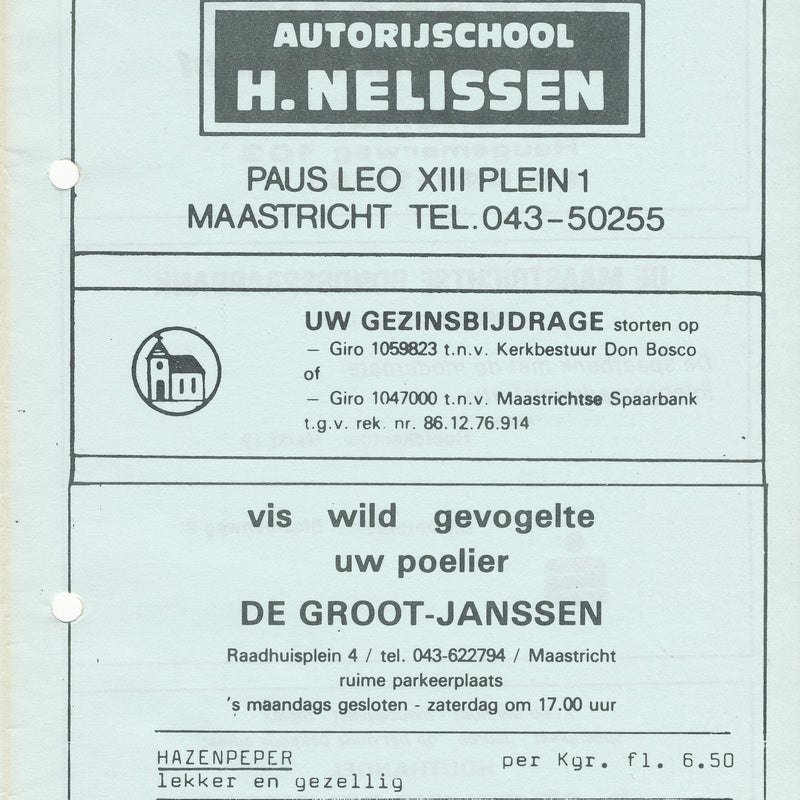 AUTORIJSCHOOL
H. NELISSEN
PAUS LEO XIII PLEIN 1
MAASTRICHT TEL. 043-50255
UW GEZINSBIJDRAGE storten op
— Giro 1059823 t.n.v. Kerkbestuur Don Bosco
of
— Giro 1047000 t.n.v. Maastrichtse Spaarbank
t.g.v. rek. nr. 86.12.76.914
vis wild gevogelte
uw poelier
DE GROOT-JANSSEN
Raadhuisplein 4 / tel. 043-622794 / Maastricht
ruime parkeerplaats
's maandags gesloten - zaterdag om 17.00 uur
HAZENPEPER per Kgr. fl. 6.50
lekker en gezellig